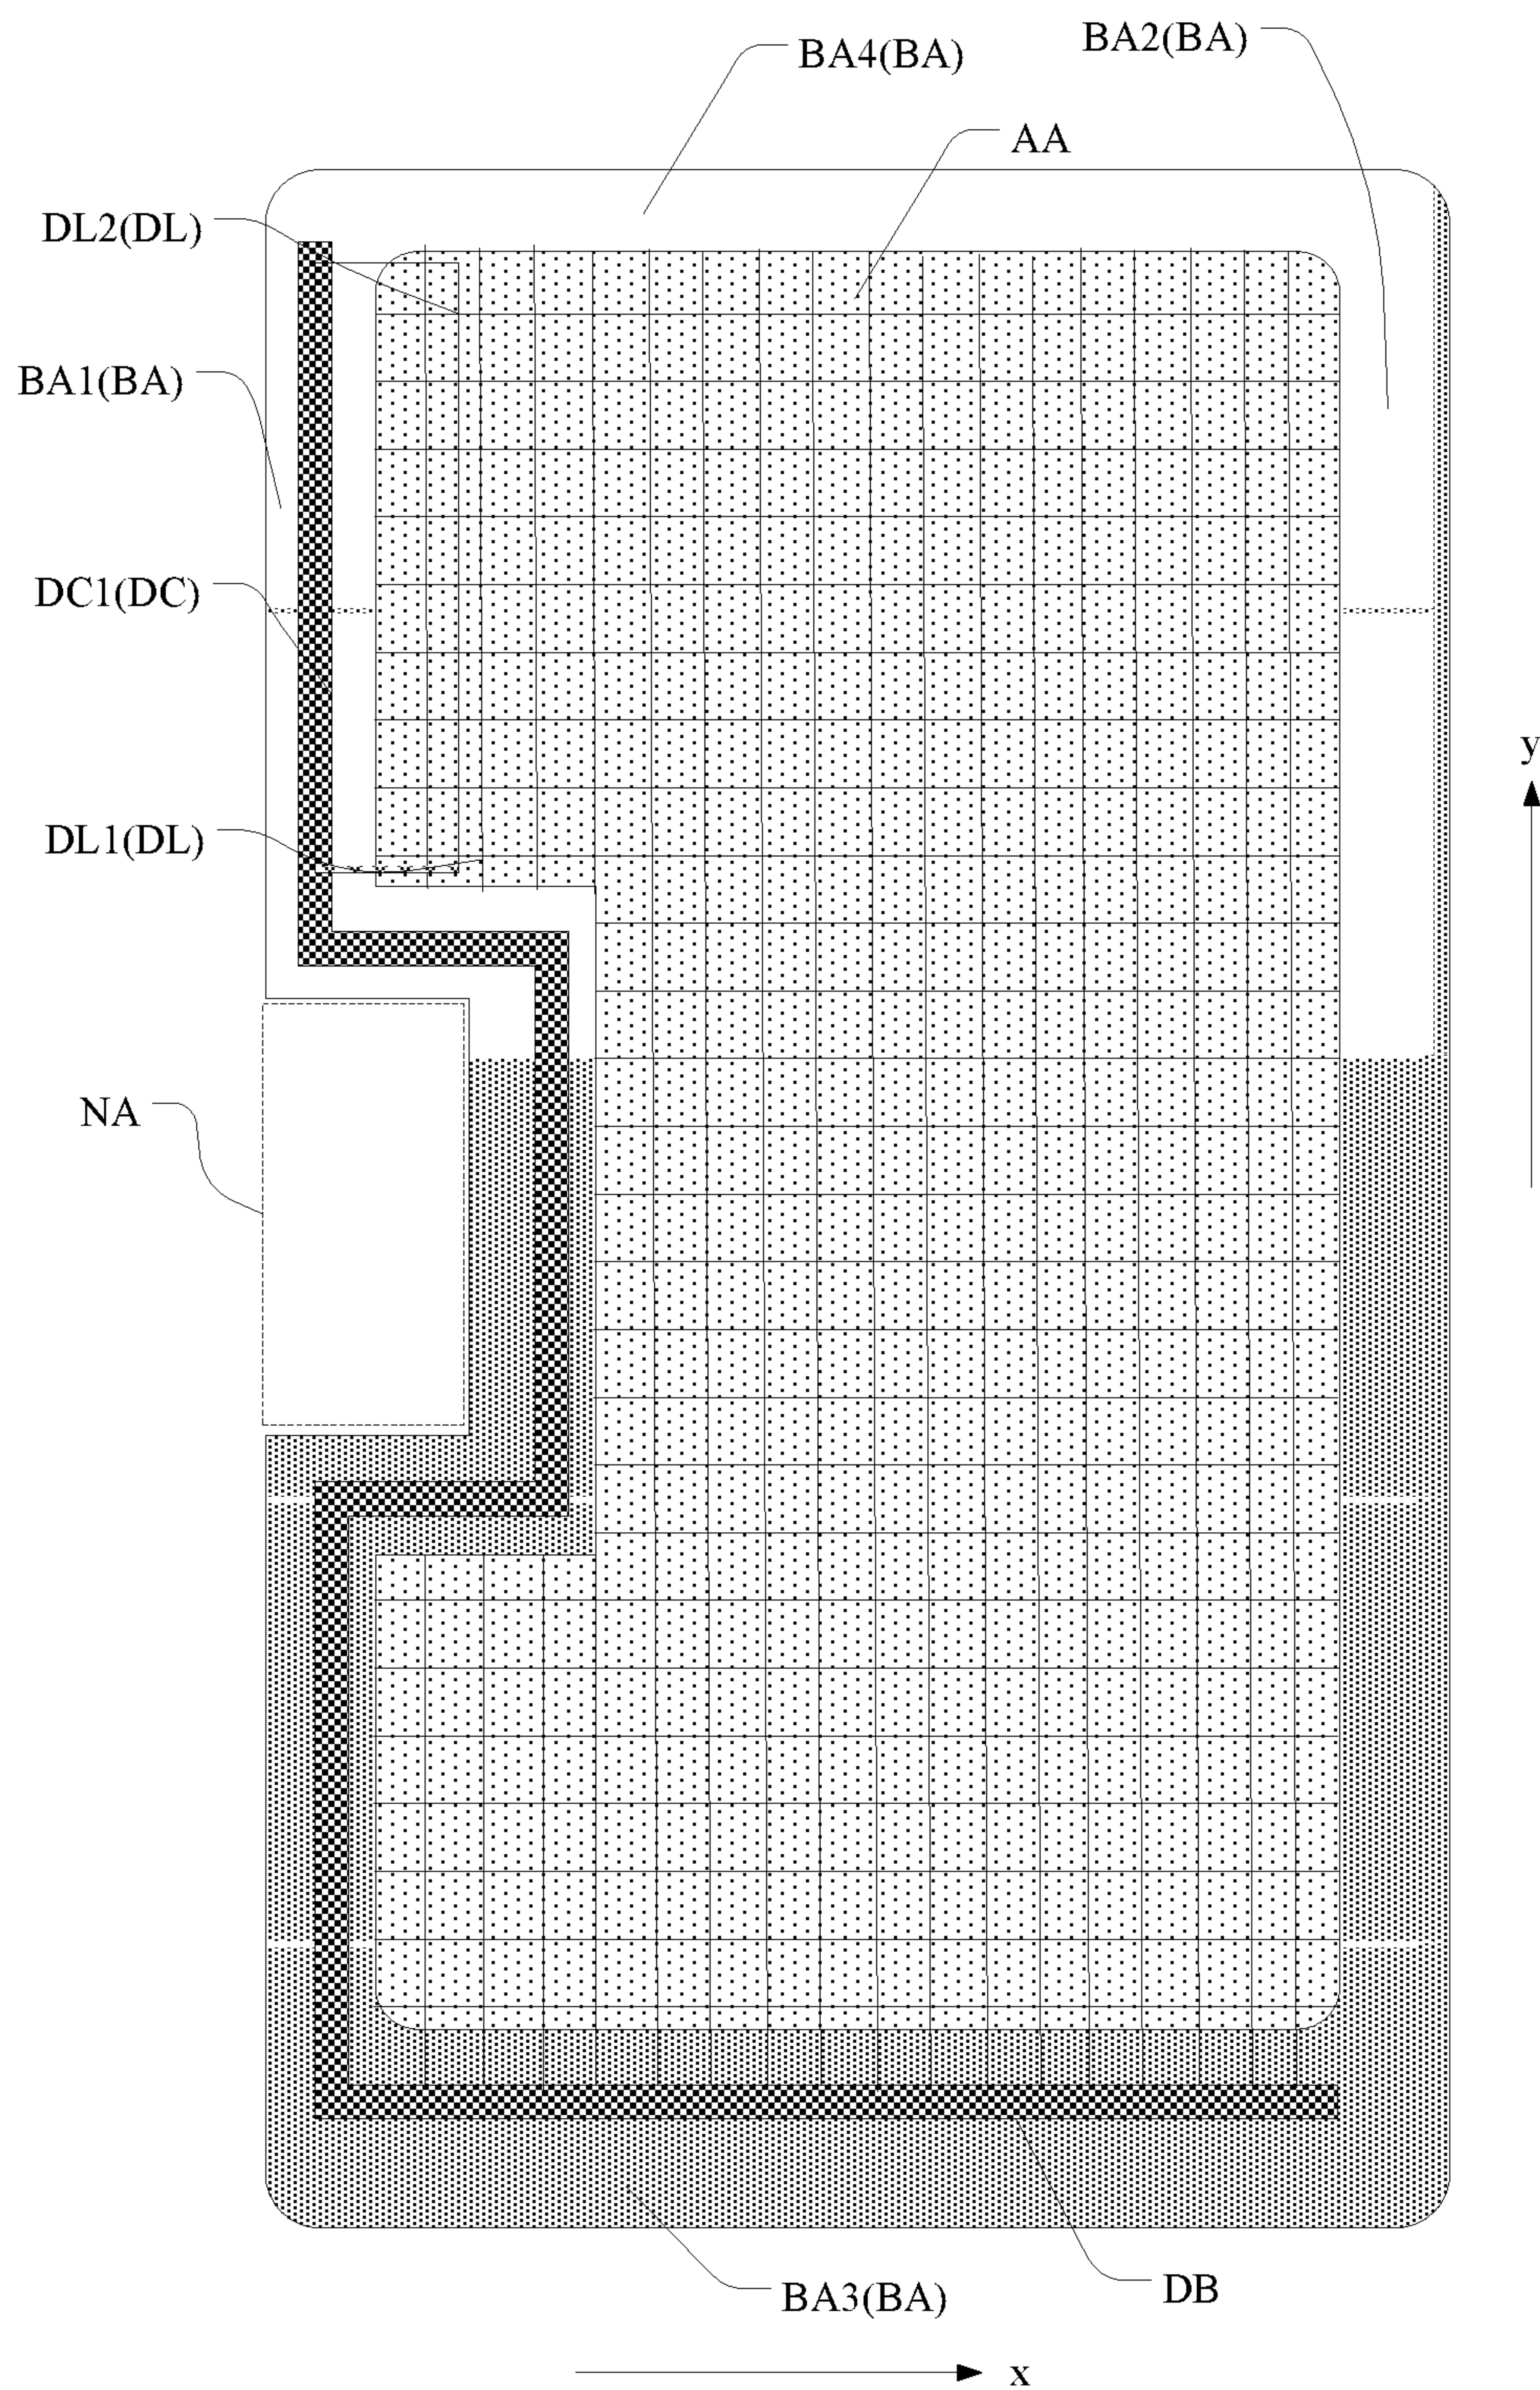 BA2(BA)
BA4(BA)
AA
DL2(DL)
BA1(BA)
DC1(DC)
y
DL1(DL)
NA
DB
BA3(BA)
x